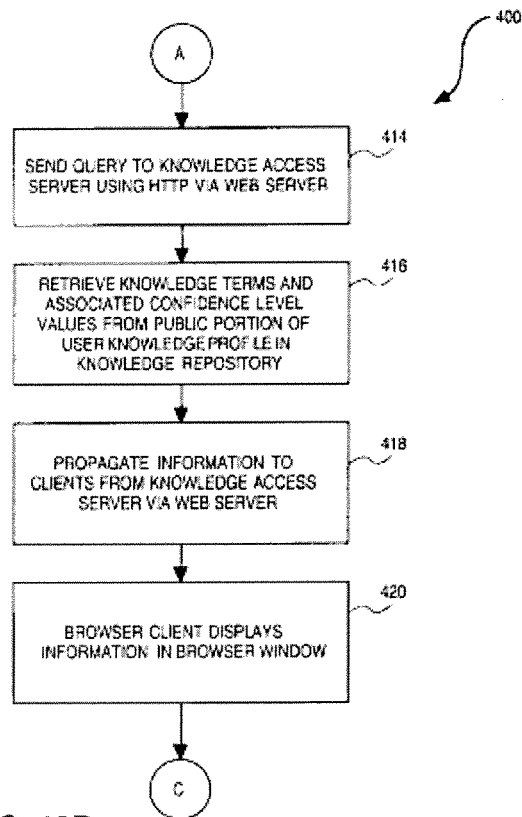 400
A
414
SEND QUERY TO KNOWLEDGE ACCESS
SERVER USING HTTP VIA WEB SERVER
416
RETRIEVE KNOWLEDGE TERMS AND
ASSOCIATED CONFIDENCE LEVEL
VALUES FROM PUBLIC PORTION OF
USER KNOWLEDGE PROFILE IN
KNOWLEDGE REPOSITORY
418
PROPAGATE INFORMATION TO
CLIENTS FROM KNOWLEDGE ACCESS
SERVER VIA WEB SERVER
420
BROWSER CLIENT DISPLAYS
INFORMATION IN BROWSER WINDOW
C